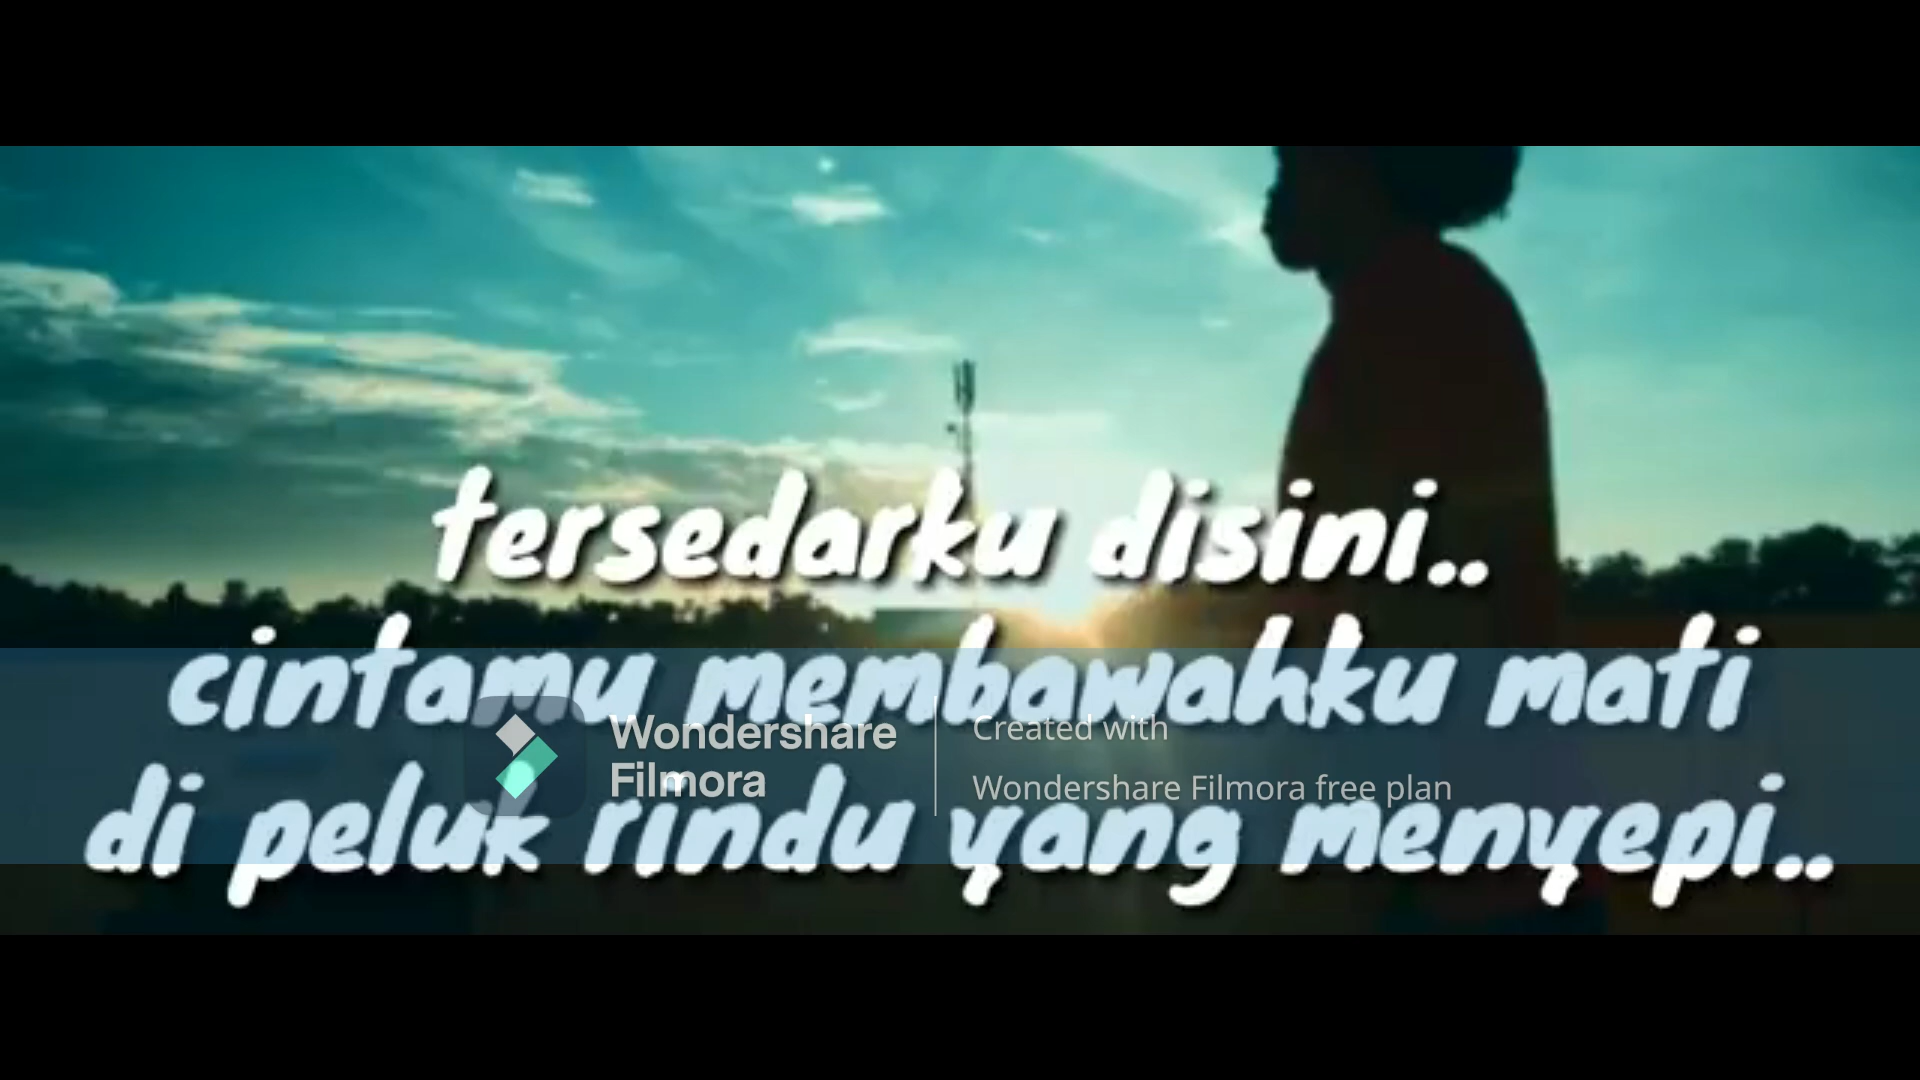 tersedarku disini..
cintamu membawahku mati
Wondershare
Filmora
Created with
Wondershare Filmora free plan
di peluk rindu yang menyepi..